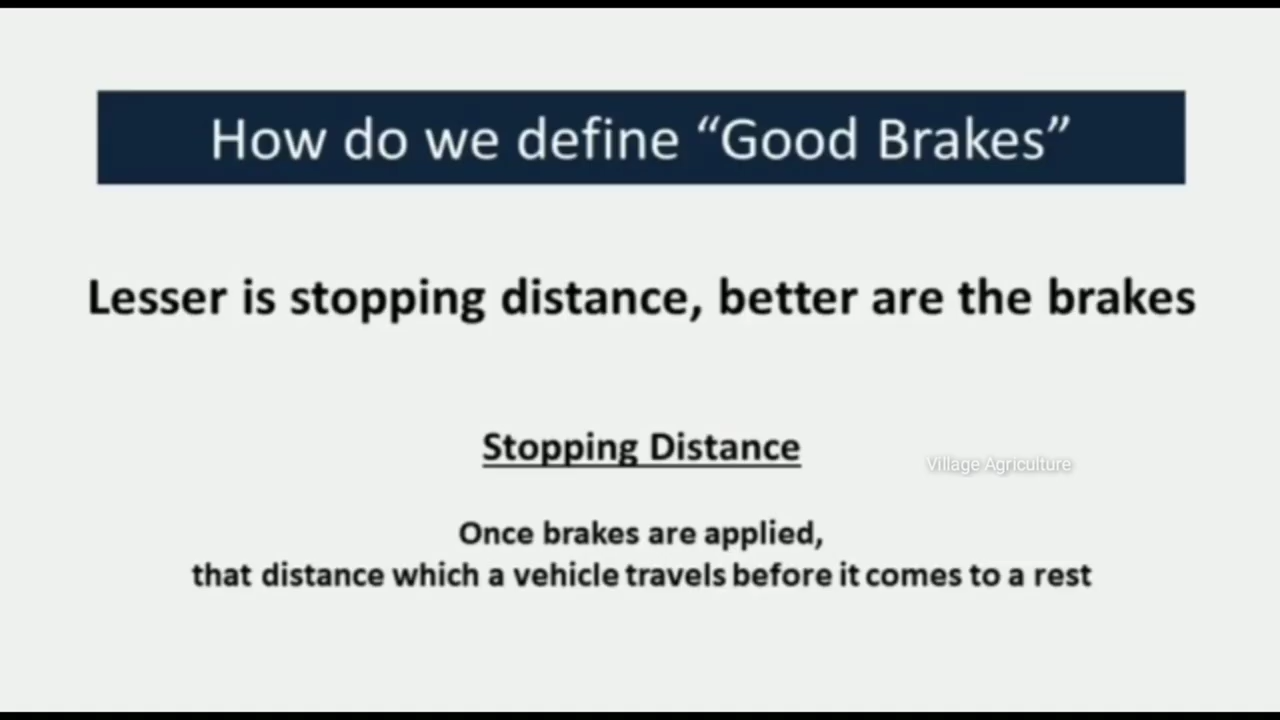 How do we define “Good Brakes”
Lesser is stopping distance, better are the brakes
Stopping Distance
Village Agriculture
Once brakes are applied,
that distance which a vehicle travels before it comes to a rest